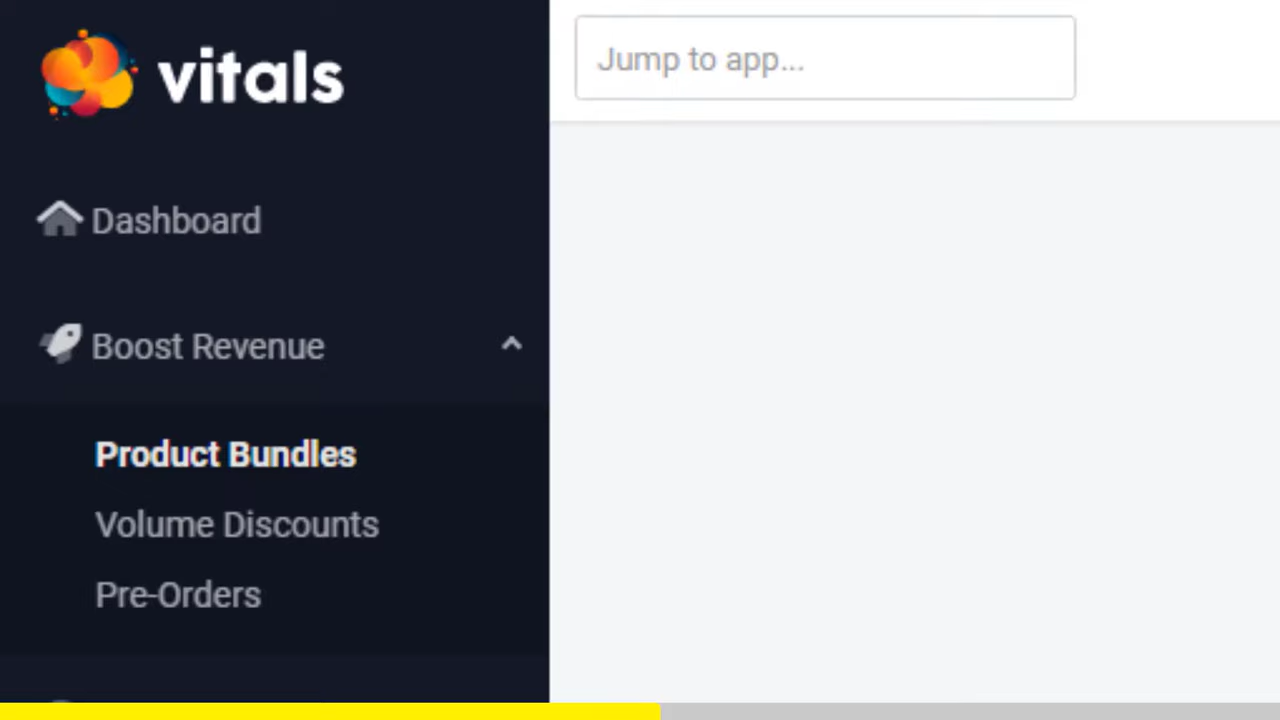 vitals
Jump to app...
Dashboard
Boost Revenue
Product Bundles
Volume Discounts
Pre-Orders